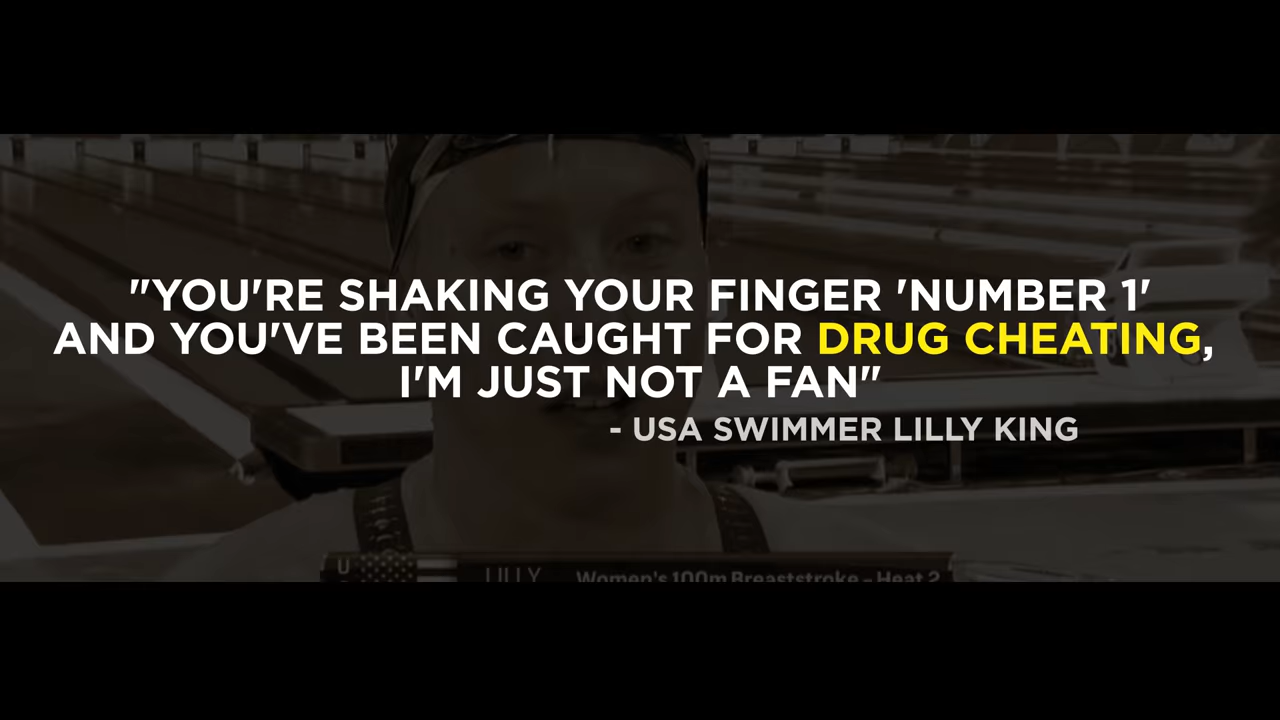 "YOU'RE SHAKING YOUR FINGER 'NUMBER 1'
AND YOU'VE BEEN CAUGHT FOR DRUG CHEATING,
I'M JUST NOT A FAN"
- USA SWIMMER LILLY KING
U
LILLY Women's 100m Breaststroke - Heat 2